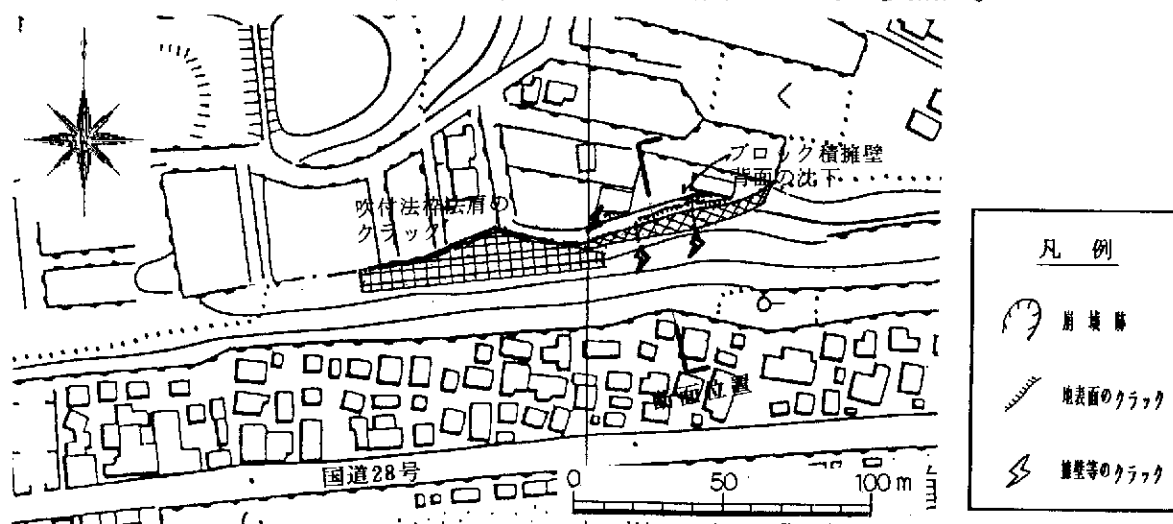 ブロック積擁壁
背面の沈下
吹付法枠法肩の
クラック
断面位置
国道28号
0 50 100m
凡例
崩壊跡
地表面のクラック
擁壁等のクラック